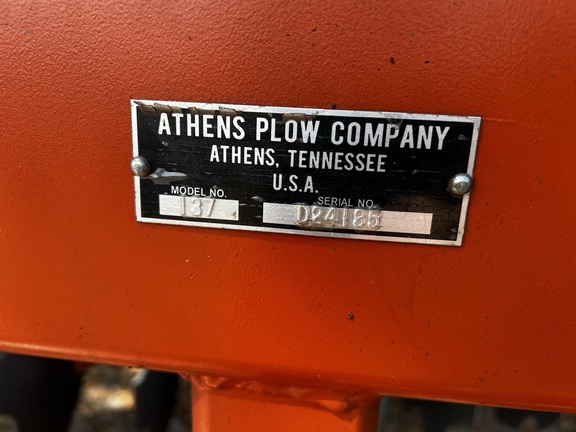 ATHENS PLOW COMPANY
ATHENS, TENNESSEE
U.S.A.
MODEL NO. SERIAL NO.
137 D24185